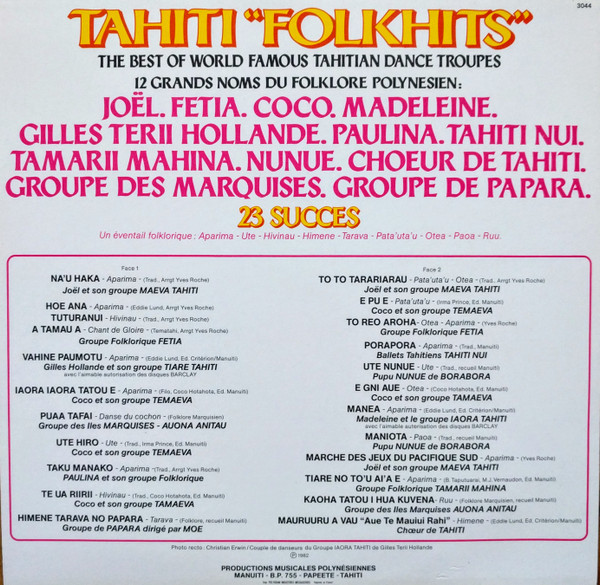 3044
TAHITI "FOLKHITS"
THE BEST OF WORLD FAMOUS TAHITIAN DANCE TROUPES
12 GRANDS NOMS DU FOLKLORE POLYNESIEN:
JOËL. FETIA. COCO. MADELEINE.
GILLES TERII HOLLANDE. PAULINA. TAHITI NUI.
TAMARII MAHINA. NUNUE. CHOEUR DE TAHITI.
GROUPE DES MARQUISES. GROUPE DE PAPARA.
23 SUCCES
Un éventail folklorique: Aparima - Ute - Hivinau - Himene - Tarava - Pata'uta'u - Otea - Paoa - Ruu.
Face 1
NA'U HAKA - Aparima - (Trad., Arrgt Yves Roche)
Joël et son groupe MAEVA TAHITI
HOE ANA - Aparima - (Eddie Lund, Arrgt Yves Roche)
TUTURANUI - Hivinau - (Trad., Arrgt Yves Roche)
A TAMAU A - Chant de Gloire - (Tematahi, Arrgt Yves Roche)
Groupe Folklorique FETIA
VAHINE PAUMOTU - Aparima - (Eddie Lund, Ed. Critérion/Manuiti)
Gilles Hollande et son groupe TIARE TAHITI
avec l'aimable autorisation des disques BARCLAY
IAORA IAORA TATOU E - Aparima - (Filo, Coco Hotahota, Ed. Manuiti)
Coco et son groupe TEMAEVA
PUAA TAFAI - Danse du cochon - (Folklore Marquisien)
Groupe des Iles MARQUISES - AUONA ANITAU
UTE HIRO - Ute - (Trad., Irma Prince, Ed. Manuiti)
Coco et son groupe TEMAEVA
TAKU MANAKO - Aparima - (Trad.)
PAULINA et son groupe Folklorique
TE UA RIIRII - Hivinau - (Trad., Coco Hotahota, Ed. Manuiti)
Coco et son groupe TAMAEVA
HIMENE TARAVA NO PAPARA - Tarava - (Folklore, recueil Manuiti)
Groupe de PAPARA dirigé par MOE
Face 2
TO TO TARARIARAU - Pata'uta'u - Otea - (Trad., Arrgt Yves Roche)
Joël et son groupe MAEVA TAHITI
E PU E - Pata'uta'u - (Irma Prince, Ed. Manuiti)
Coco et son groupe TEMAEVA
TO REO AROHA - Otea - Aparima - (Yves Roche)
Groupe Folklorique FETIA
PORAPORA - Aparima - (Trad., Manuiti)
Ballets Tahitiens TAHITI NUI
UTE NUNUE - Ute - (Trad., recueil Manuiti)
Pupu NUNUE de BORABORA
E GNI AUE - Otea - (Coco Hotahota, Ed. Manuiti)
Coco et son groupe TEMAEVA
MANEA - Aparima - (Eddie Lund, Ed. Critérion/Manuiti)
Madeleine et le groupe IAORA TAHITI
avec l'aimable autorisation des disques BARCLAY
MANIOTA - Paoa - (Trad., recueil Manuiti)
Pupu NUNUE de BORABORA
MARCHE DES JEUX DU PACIFIQUE SUD - Aparima - (Yves Roche)
Joël et son groupe MAEVA TAHITI
TIARE NO TO'U AI'A E - Aparima - (B. Taputuarai, M.J. Vernaudon, Ed. Manuiti)
Groupe Folklorique TAMARII MAHINA
KAOHA TATOU I HUA KUVENA - Ruu - (Folklore Marquisien, recueil Manuiti)
Groupe des Iles Marquises AUONA ANITAU
MAURUURU A VAU "Aue Te Mauiui Rahi" - Himene - (Eddie Lund, Ed. Manuiti)
Chœur de TAHITI
Photo recto: Christian Erwin / Couple de danseurs du Groupe IAORA TAHITI de Gilles Terii Hollande
℗ 1982
PRODUCTIONS MUSICALES POLYNÉSIENNES
MANUITI - B.P. 755 - PAPEETE - TAHITI